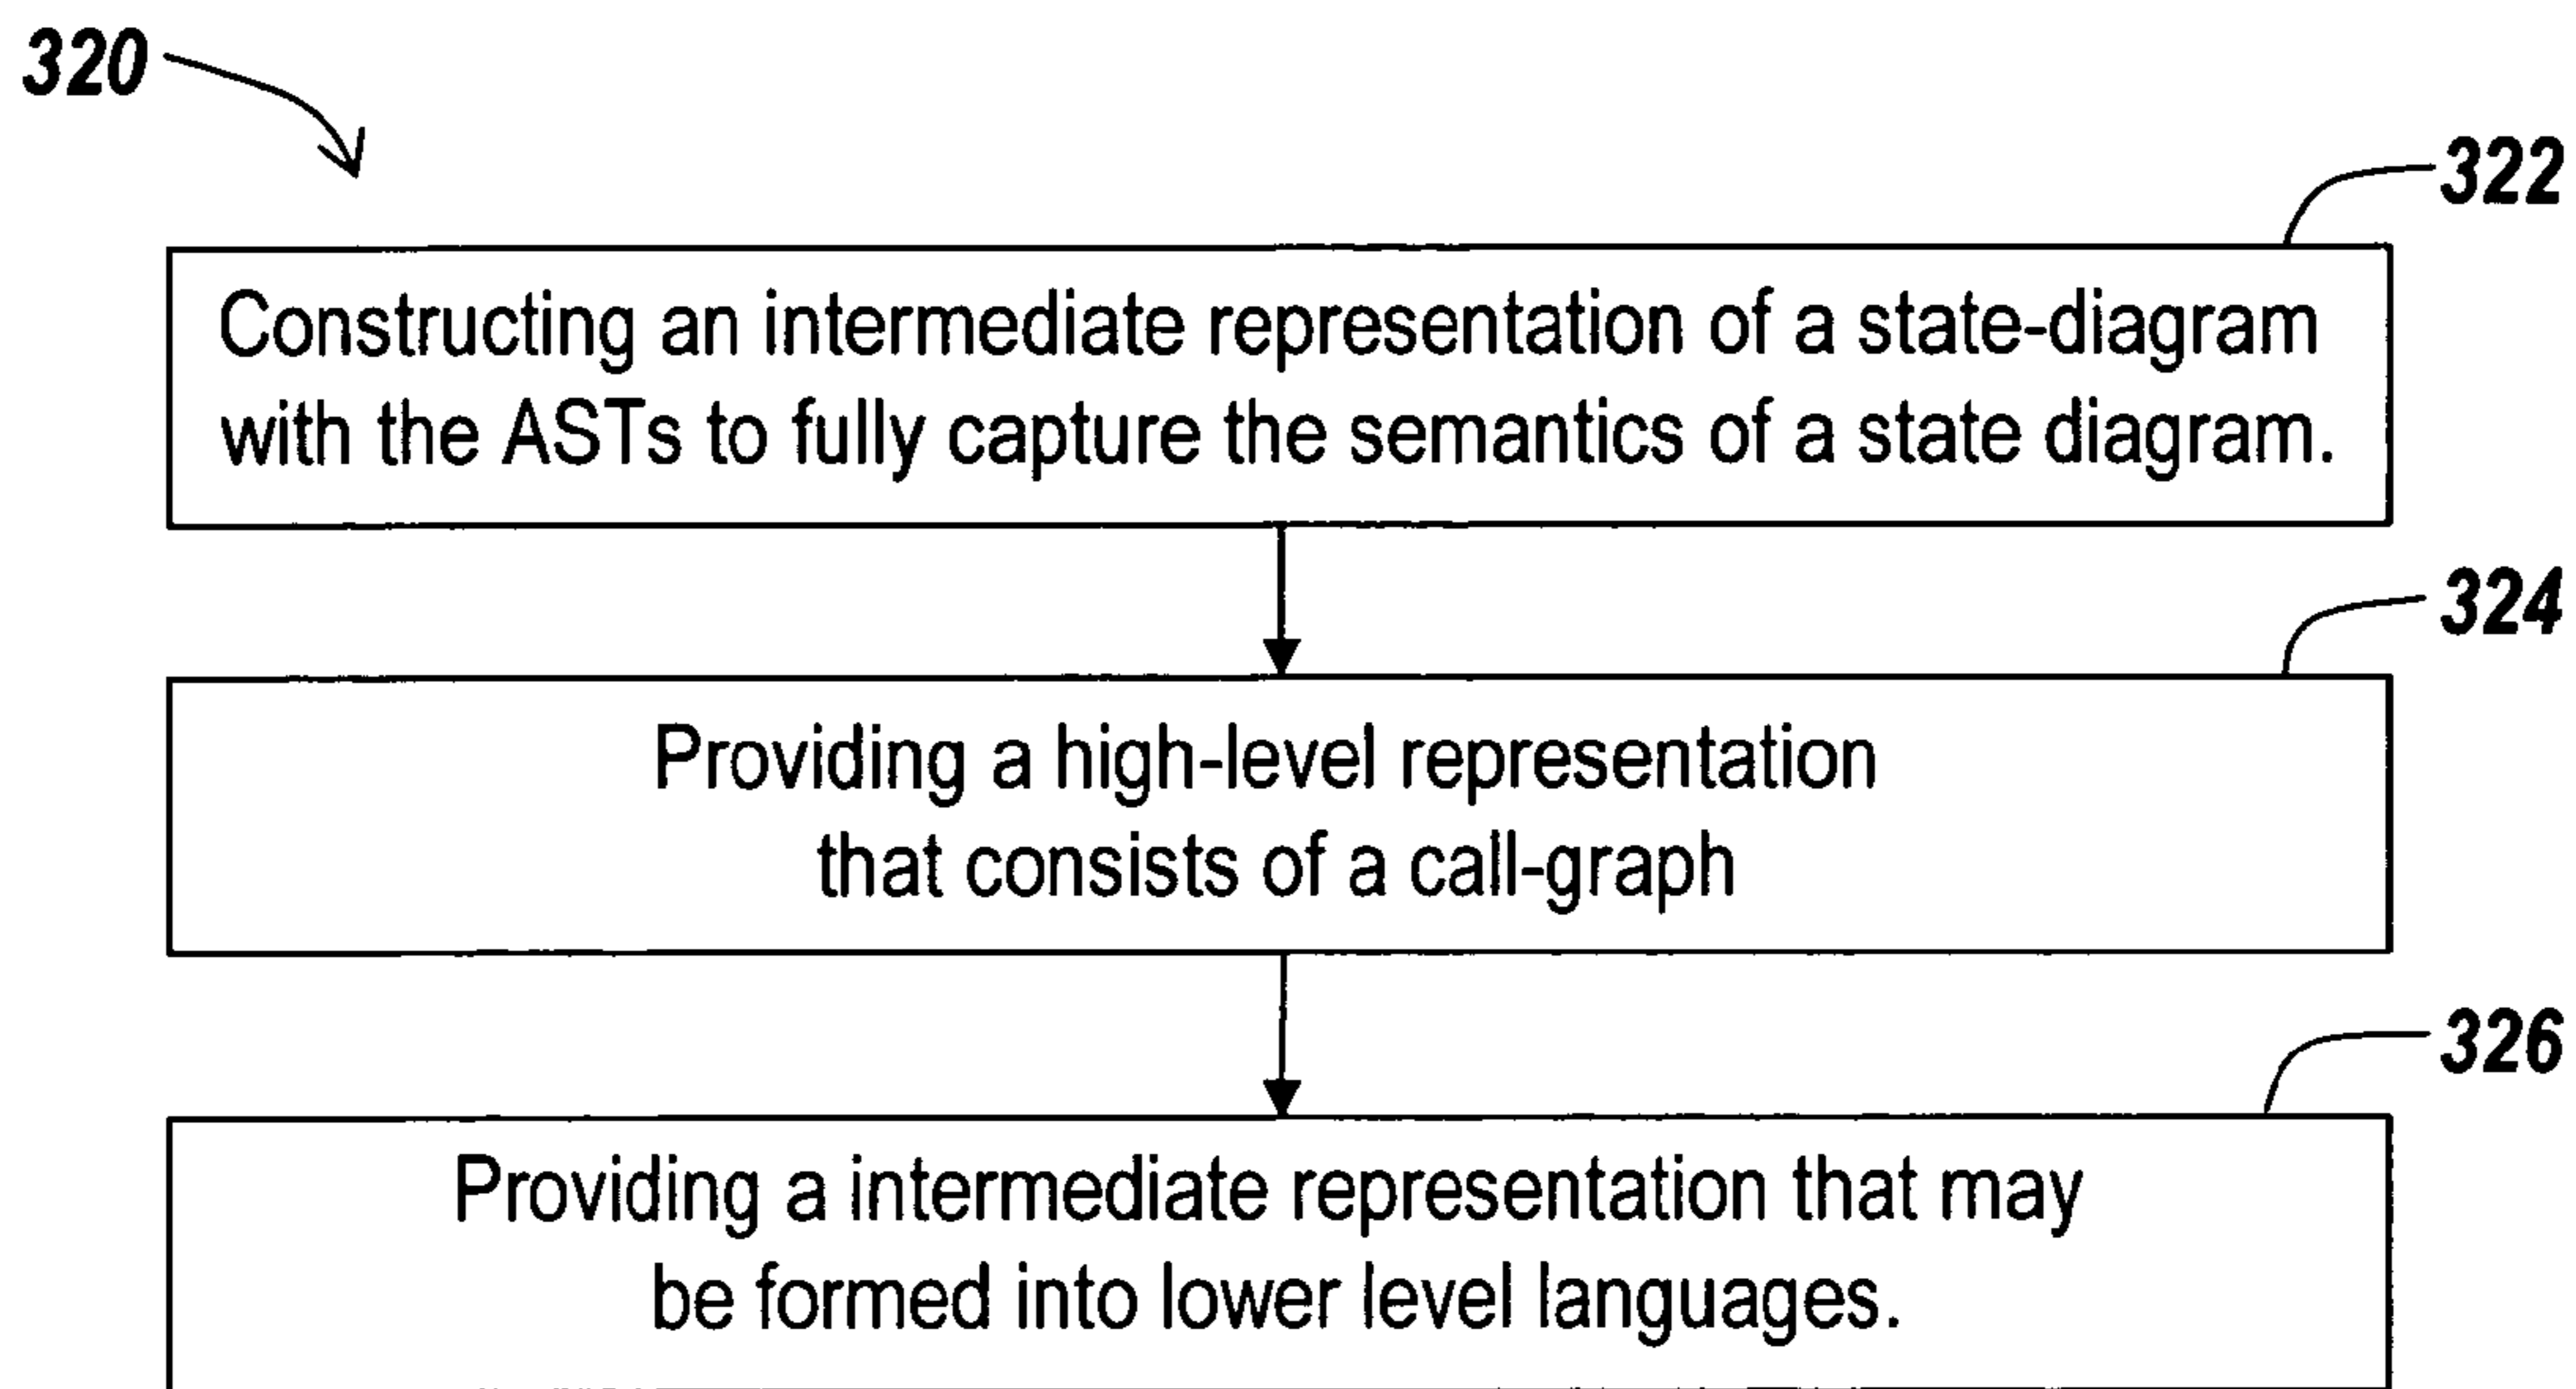 320
322
Constructing an intermediate representation of a state-diagram
with the ASTs to fully capture the semantics of a state diagram.
324
Providing a high-level representation
that consists of a call-graph
326
Providing a intermediate representation that may
be formed into lower level languages.